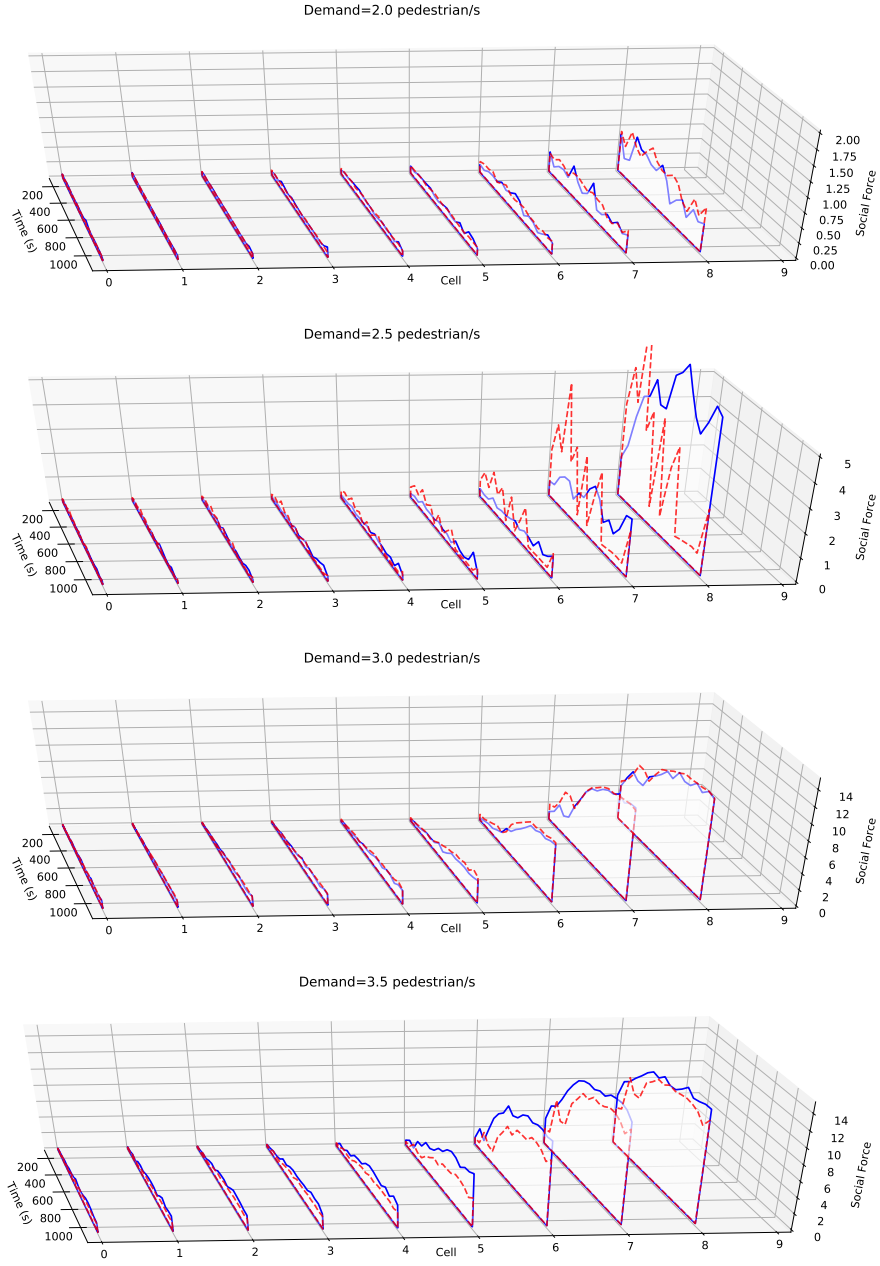 Demand=2.0 pedestrian/s
2.00
1.75
1.50
1.25
1.00
0.75
0.50
0.25
0.00
Social Force
200
400
600
800
1000
Time (s)
0 1 2 3 4 5 6 7 8 9
Cell
Demand=2.5 pedestrian/s
5
4
3
2
1
0
Social Force
200
400
600
800
1000
Time (s)
0 1 2 3 4 5 6 7 8 9
Cell
Demand=3.0 pedestrian/s
14
12
10
8
6
4
2
0
Social Force
200
400
600
800
1000
Time (s)
0 1 2 3 4 5 6 7 8 9
Cell
Demand=3.5 pedestrian/s
14
12
10
8
6
4
2
0
Social Force
200
400
600
800
1000
Time (s)
0 1 2 3 4 5 6 7 8 9
Cell